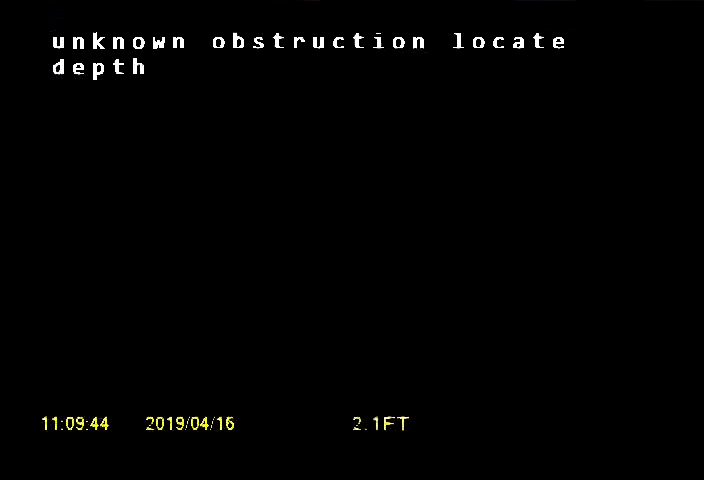 unknown obstruction locate
depth
11:09:44 2019/04/16 2.1FT